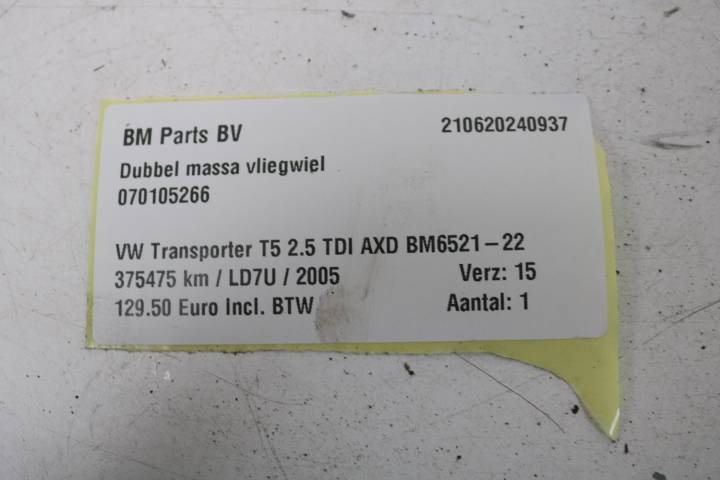 BM Parts BV 210620240937
Dubbel massa vliegwiel
070105266
VW Transporter T5 2.5 TDI AXD BM6521-22
375475 km / LD7U / 2005 Verz: 15
129.50 Euro Incl. BTW Aantal: 1